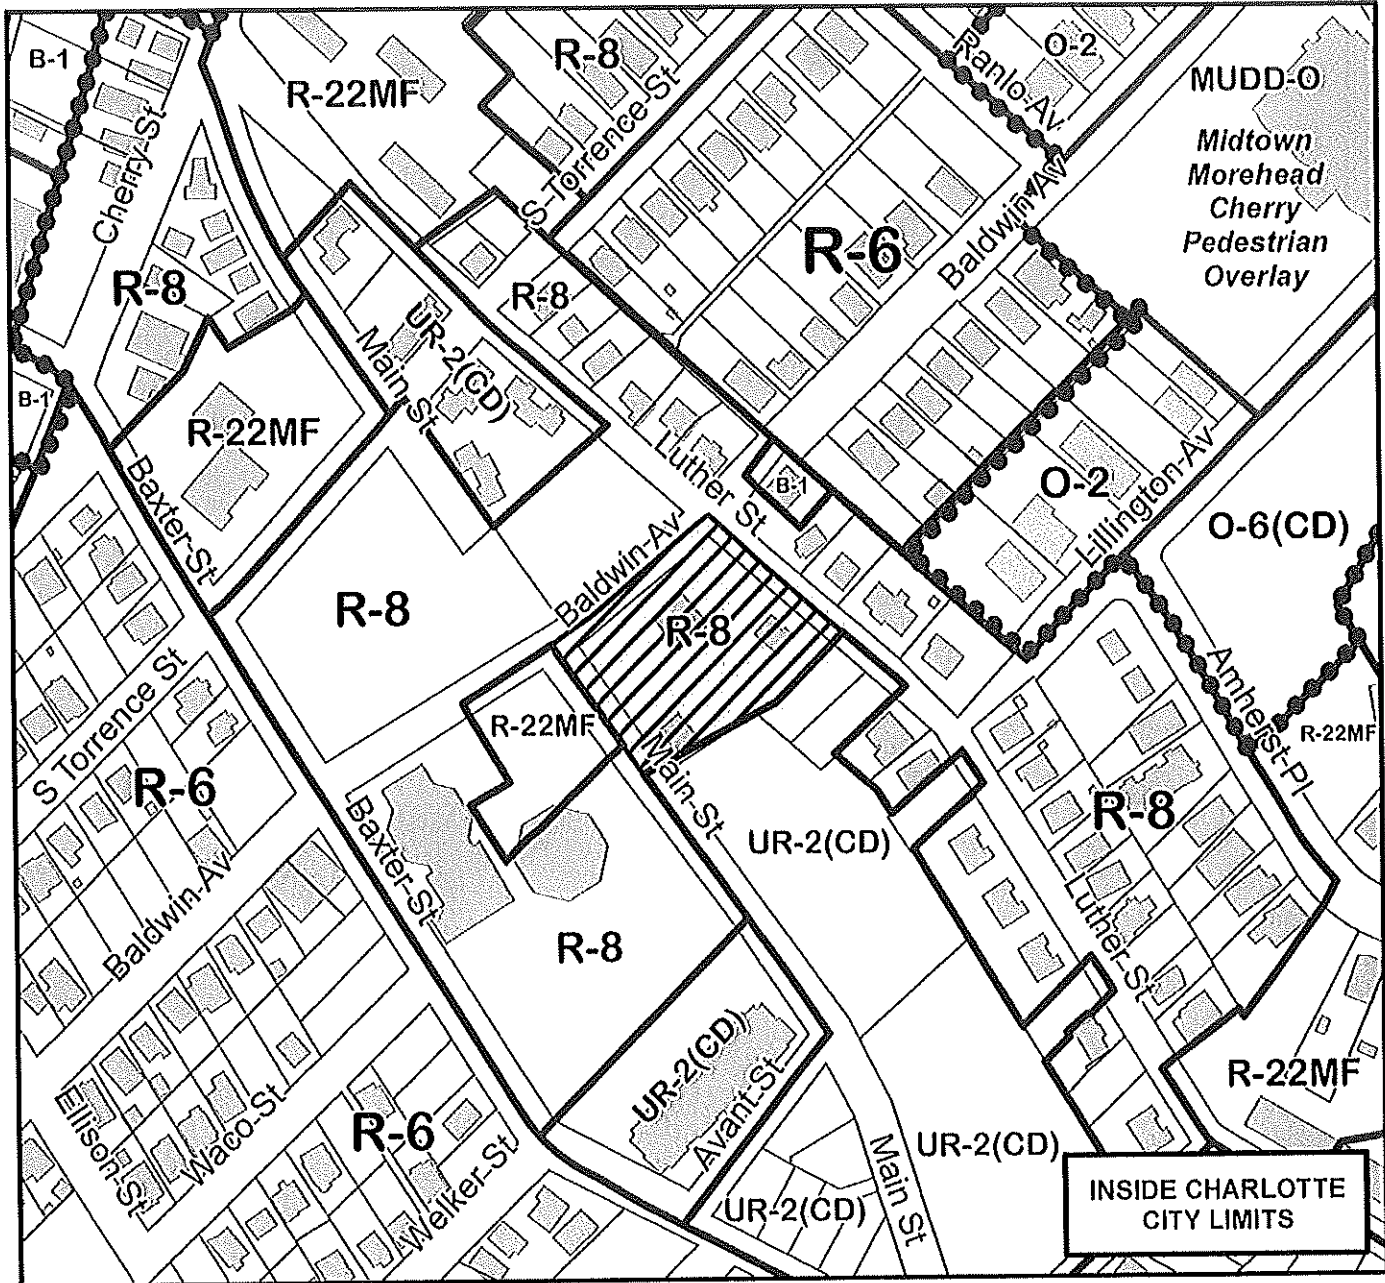 B-1
R-22MF
R-8
S-Torrence-St
Ranlo-Av
O-2
MUDD-O
Midtown
Morehead
Cherry
Pedestrian
Overlay
Cherry-St
R-8
R-8
R-6
Baldwin-Av
UR-2(CD)
Main-St
B-1
R-22MF
Baxter-St
Luther St
B-1
O-2
Lillington-Av
O-6(CD)
R-8
Baldwin-Av
R-8
S Torrence St
R-6
R-22MF
Main-St
Amherst-Pl
R-22MF
R-8
Baxter-St
UR-2(CD)
Baldwin-Av
R-8
Luther-St
UR-2(CD)
Avant-St
R-22MF
Ellison-St
Waco-St
R-6
Welker-St
Main St
UR-2(CD)
UR-2(CD)
INSIDE CHARLOTTE
CITY LIMITS